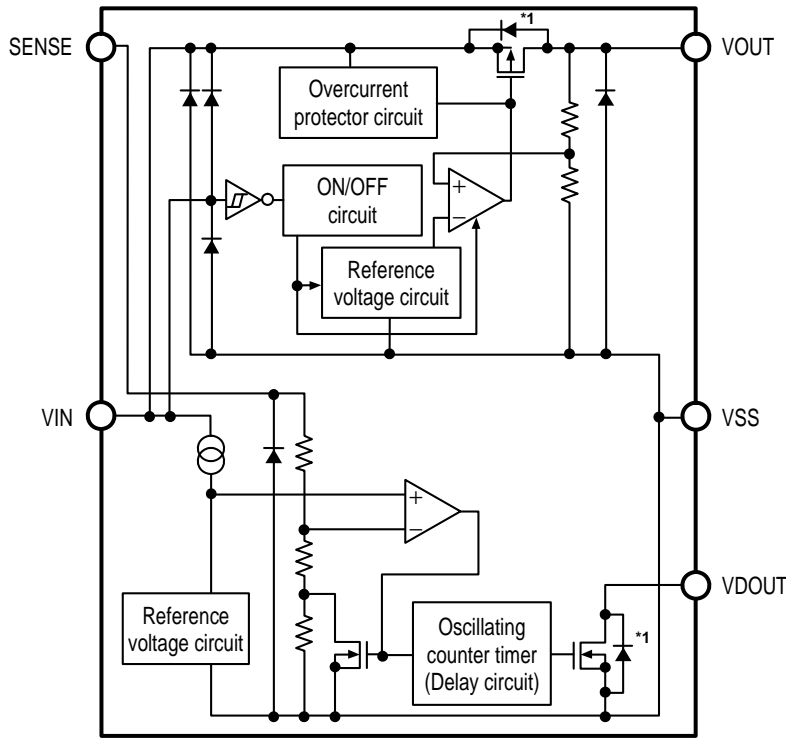 *1
SENSE
VOUT
Overcurrent
protector circuit
ON/OFF
circuit
+
−
Reference
voltage circuit
VIN
VSS
+
−
VDOUT
Reference
voltage circuit
Oscillating
counter timer
(Delay circuit)
*1